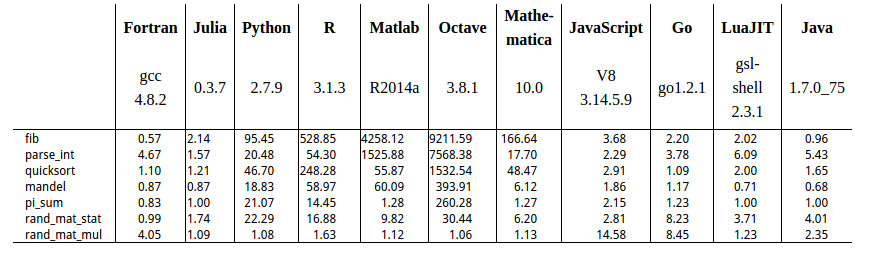 Fortran Julia Python R Matlab Octave Mathe-matica JavaScript Go LuaJIT Java
gcc 4.8.2 0.3.7 2.7.9 3.1.3 R2014a 3.8.1 10.0 V8 3.14.5.9 go1.2.1 gsl-shell 2.3.1 1.7.0_75
fib 0.57 2.14 95.45 528.85 4258.12 9211.59 166.64 3.68 2.20 2.02 0.96
parse_int 4.67 1.57 20.48 54.30 1525.88 7568.38 17.70 2.29 3.78 6.09 5.43
quicksort 1.10 1.21 46.70 248.28 55.87 1532.54 48.47 2.91 1.09 2.00 1.65
mandel 0.87 0.87 18.83 58.97 60.09 393.91 6.12 1.86 1.17 0.71 0.68
pi_sum 0.83 1.00 21.07 14.45 1.28 260.28 1.27 2.15 1.23 1.00 1.00
rand_mat_stat 0.99 1.74 22.29 16.88 9.82 30.44 6.20 2.81 8.23 3.71 4.01
rand_mat_mul 4.05 1.09 1.08 1.63 1.12 1.06 1.13 14.58 8.45 1.23 2.35